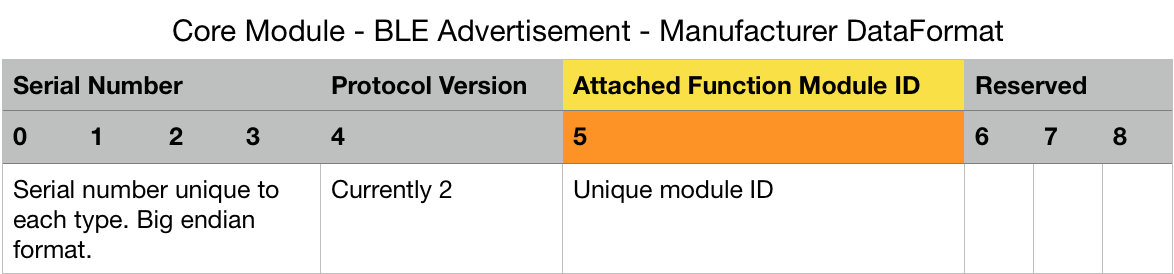 Core Module - BLE Advertisement - Manufacturer DataFormat
Serial Number Protocol Version Attached Function Module ID Reserved
0 1 2 3 4 5 6 7 8
Serial number unique to each type. Big endian format. Currently 2 Unique module ID